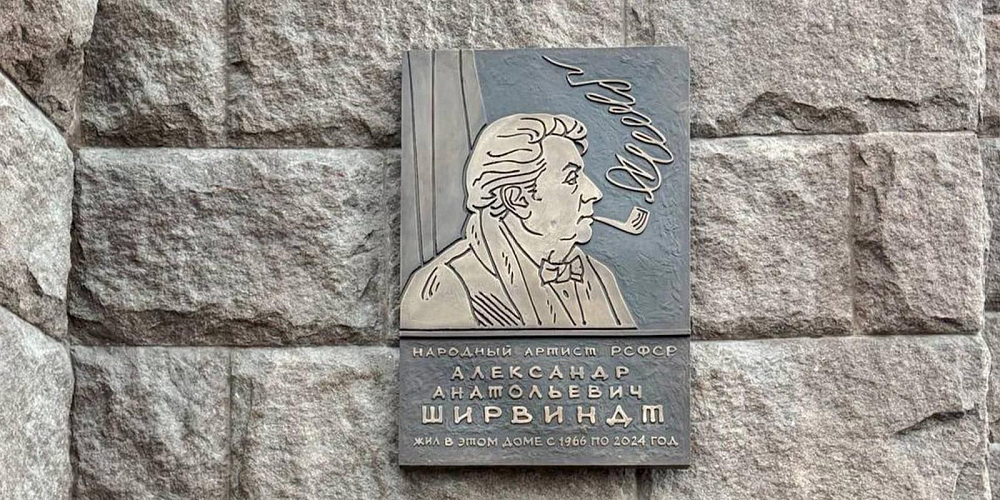 НАРОДНЫЙ АРТИСТ РСФСР
АЛЕКСАНДР
АНАТОЛЬЕВИЧ
ШИРВИНДТ
ЖИЛ В ЭТОМ ДОМЕ С 1966 ПО 2024 ГОД